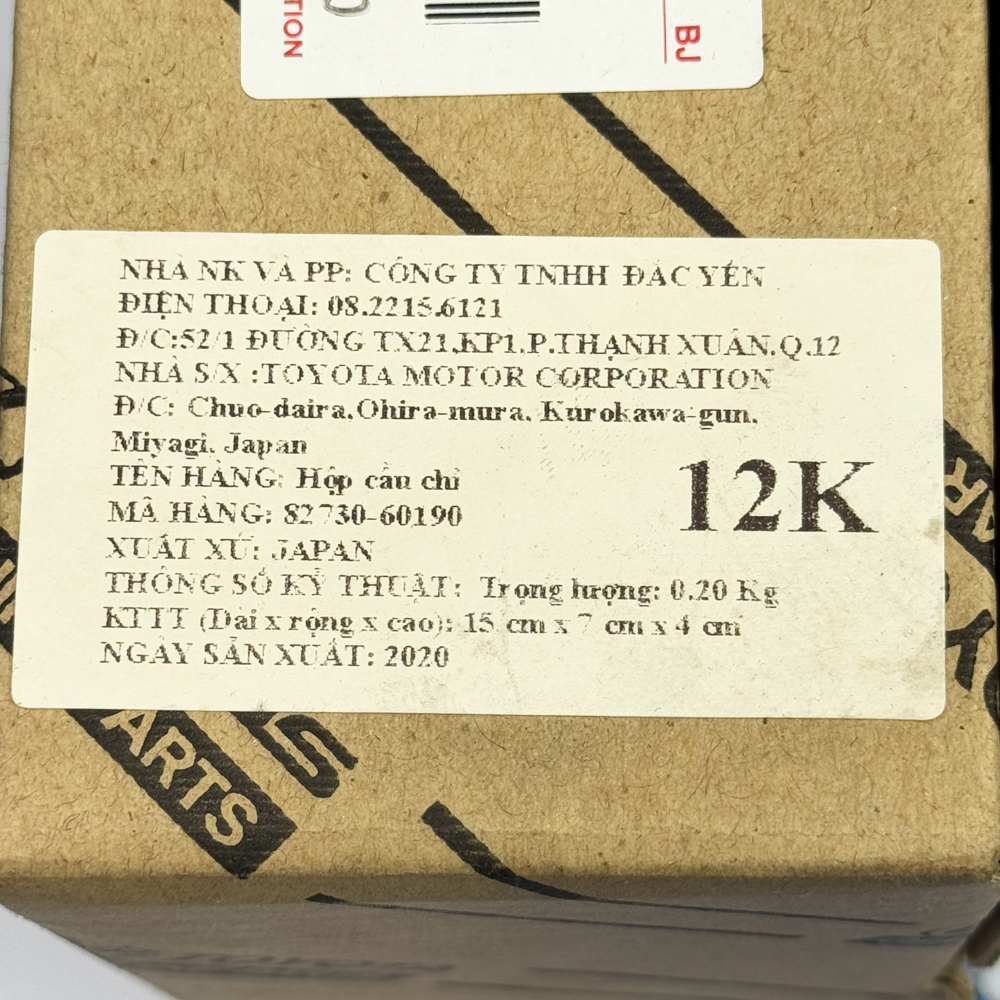 TION
BJ
NHÀ NK VÀ PP: CÔNG TY TNHH ĐẮC YẾN
ĐIỆN THOẠI: 08.2215.6121
Đ/C:52/1 ĐƯỜNG TX21,KP1,P.THẠNH XUÂN,Q.12
NHÀ S/X :TOYOTA MOTOR CORPORATION
Đ/C: Chuo-daira,Ohira-mura, Kurokawa-gun,
Miyagi, Japan
TÊN HÀNG: Hộp cầu chì
MÃ HÀNG: 82730-60190
12K
XUẤT XỨ: JAPAN
THÔNG SỐ KỸ THUẬT: Trọng lượng: 0.20 Kg
KTTT (Dài x rộng x cao): 15 cm x 7 cm x 4 cm
NGÀY SẢN XUẤT: 2020
ARTS